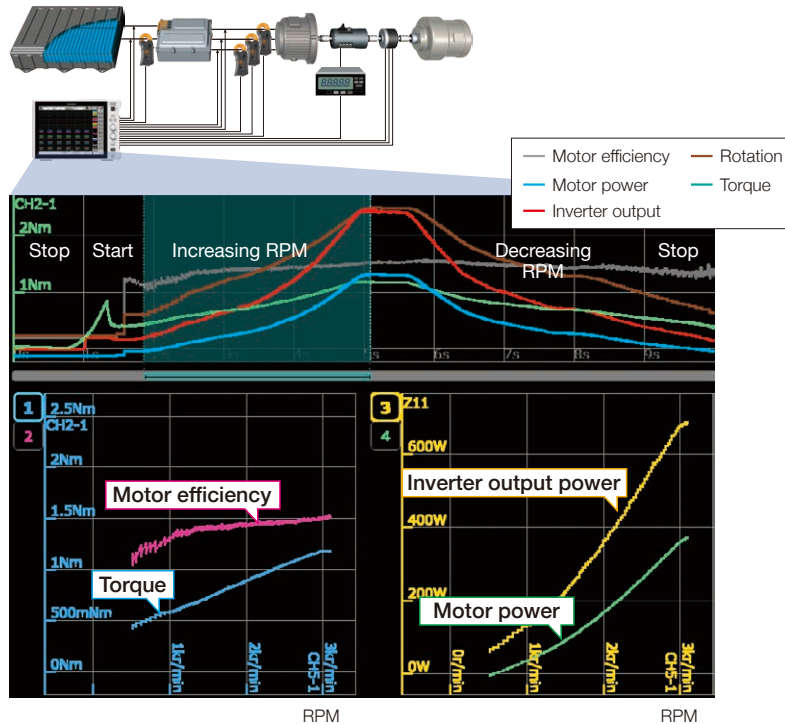 Motor efficiency
Rotation
Motor power
Torque
Inverter output
CH2-1
2Nm
Stop
Start
Increasing RPM
Decreasing
RPM
Stop
1Nm
1s
5s
6s
7s
8s
9s
1
2
2.5Nm
CH2-1
2Nm
1.5Nm
1Nm
500mNm
0Nm
Motor efficiency
Torque
1kr/min
2kr/min
3kr/min
CH5-1
RPM
3
4
Z11
600W
400W
200W
0W
Inverter output power
Motor power
0r/min
1kr/min
2kr/min
3kr/min
CH5-1
RPM